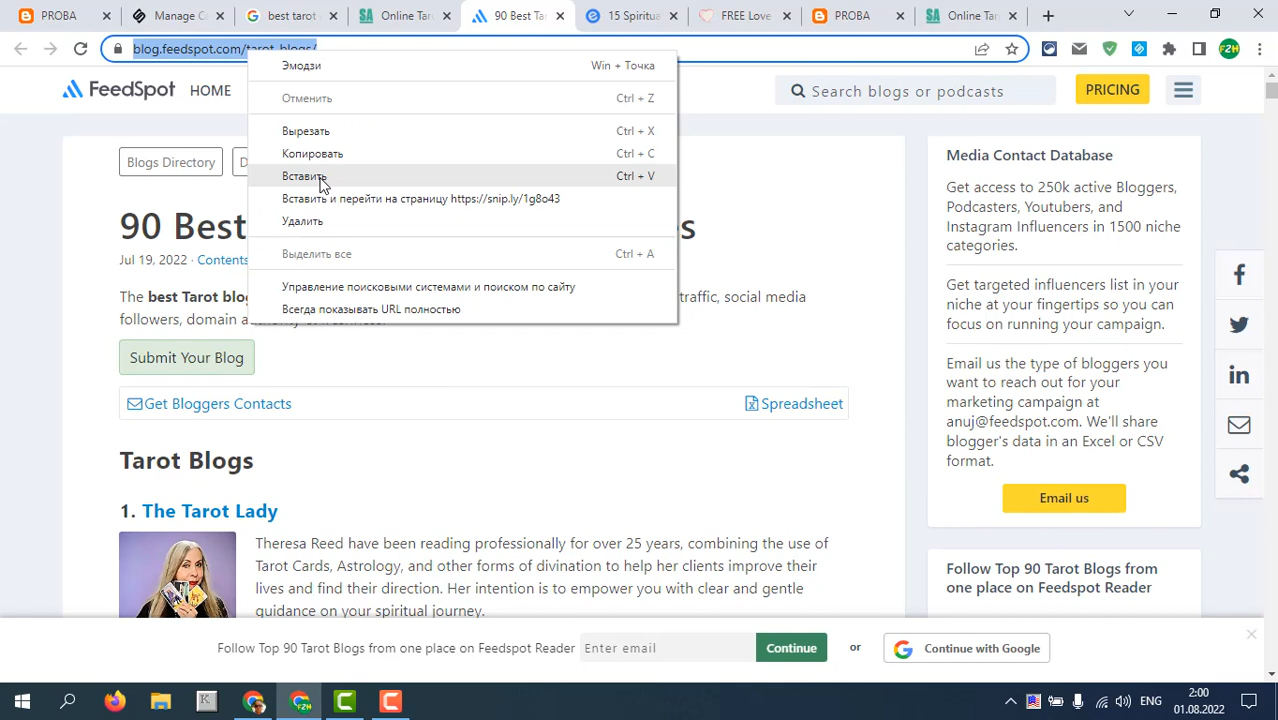 PROBA
Manage C
best tarot
Online Tar
90 Best Ta
15 Spiritua
FREE Love
PROBA
Online Tar
blog.feedspot.com/tarot_blogs/
Эмодзи Win + Точка
Отменить Ctrl + Z
Вырезать Ctrl + X
Копировать Ctrl + C
Вставить Ctrl + V
Вставить и перейти на страницу https://snip.ly/1g8o43
Удалить
Выделить все Ctrl + A
Управление поисковыми системами и поиском по сайту
Всегда показывать URL полностью
FeedSpot
HOME
Search blogs or podcasts
PRICING
Blogs Directory
D
90 Best
es
Jul 19, 2022 Contents
The best Tarot blog
traffic, social media
followers, domain
Submit Your Blog
Get Bloggers Contacts
Spreadsheet
Tarot Blogs
1. The Tarot Lady
Theresa Reed have been reading professionally for over 25 years, combining the use of
Tarot Cards, Astrology, and other forms of divination to help her clients improve their
lives and find their direction. Her intention is to empower you with clear and gentle
guidance on your spiritual journey.
Media Contact Database
Get access to 250k active Bloggers,
Podcasters, Youtubers, and
Instagram Influencers in 1500 niche
categories.
Get targeted influencers list in your
niche at your fingertips so you can
focus on running your campaign.
Email us the type of bloggers you
want to reach out for your
marketing campaign at
anuj@feedspot.com. We'll share
blogger's data in an Excel or CSV
format.
Email us
Follow Top 90 Tarot Blogs from
one place on Feedspot Reader
Follow Top 90 Tarot Blogs from one place on Feedspot Reader
Enter email
Continue
or
Continue with Google
F2H
ENG
2:00
01.08.2022